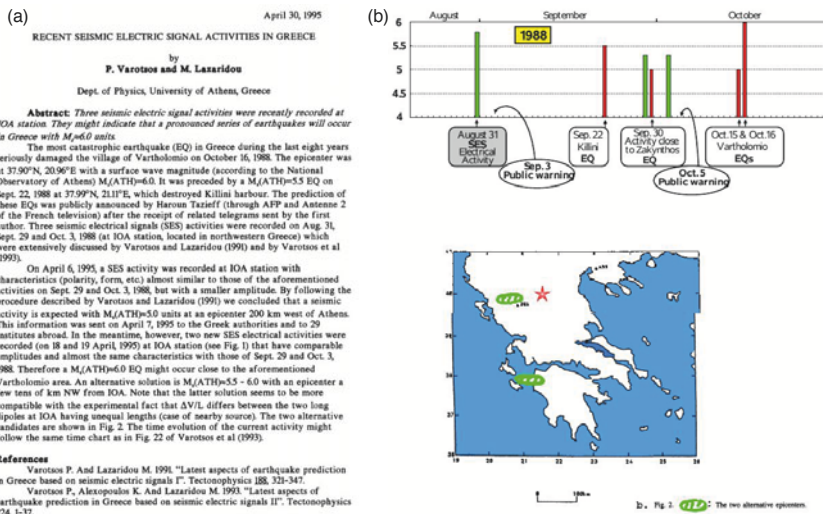 (a)
April 30, 1995
RECENT SEISMIC ELECTRIC SIGNAL ACTIVITIES IN GREECE
by
P. Varotsos and M. Lazaridou
Dept. of Physics, University of Athens, Greece
Abstract: Three seismic electric signal activities were recently recorded at
IOA station. They might indicate that a pronounced series of earthquakes will occur
in Greece with Ms≈6.0 units.
The most catastrophic earthquake (EQ) in Greece during the last eight years
seriously damaged the village of Vartholomio on October 16, 1988. The epicenter was
at 37.90°N, 20.96°E with a surface wave magnitude (according to the National
Observatory of Athens) Ms(ATH)=6.0. It was preceded by a Ms(ATH)=5.5 EQ on
Sept. 22, 1988 at 37.99°N, 21.11°E, which destroyed Killini harbour. The prediction of
these EQs was publicly announced by Haroun Tazieff (through AFP and Antenne 2
of the French television) after the receipt of related telegrams sent by the first
author. Three seismic electrical signals (SES) activities were recorded on Aug. 31,
Sept. 29 and Oct. 3, 1988 (at IOA station, located in northwestern Greece) which
were extensively discussed by Varotsos and Lazaridou (1991) and by Varotsos et al
(1993).
On April 6, 1995, a SES activity was recorded at IOA station with
characteristics (polarity, form, etc.) almost similar to those of the aforementioned
activities on Sept. 29 and Oct. 3, 1988, but with a smaller amplitude. By following the
procedure described by Varotsos and Lazaridou (1991) we concluded that a seismic
activity is expected with Ms(ATH)≈5.0 units at an epicenter 200 km west of Athens.
This information was sent on April 7, 1995 to the Greek authorities and to 29
institutes abroad. In the meantime, however, two new SES electrical activities were
recorded (on 18 and 19 April, 1995) at IOA station (see Fig. 1) that have comparable
amplitudes and almost the same characteristics with those of Sept. 29 and Oct. 3,
1988. Therefore a Ms(ATH)≈6.0 EQ might occur close to the aforementioned
Vartholomio area. An alternative solution is Ms(ATH)≈5.5 - 6.0 with an epicenter a
few tens of km NW from IOA. Note that the latter solution seems to be more
compatible with the experimental fact that ΔV/L differs between the two long
dipoles at IOA having unequal lengths (case of nearby source). The two alternative
candidates are shown in Fig. 2. The time evolution of the current activity might
follow the same time chart as in Fig. 22 of Varotsos et al (1993).
References
Varotsos P. And Lazaridou M. 1991. "Latest aspects of earthquake prediction
in Greece based on seismic electric signals I". Tectonophysics 188, 321-347.
Varotsos P., Alexopoulos K. And Lazaridou M. 1993. "Latest aspects of
earthquake prediction in Greece based on seismic electric signals II". Tectonophysics
224, 1-37.
(b)
August September October
1988
6
5.5
5
4.5
4
August 31
SES
Electrical
Activity
Sep. 3
Public warning
Sep. 22
Killini
EQ
Sep. 30
Activity close
to Zakynthos
EQ
Oct. 5
Public warning
Oct.15 & Oct.16
Vartholomio
EQs
37
19 20 21 22 23 24 25 26
0 100km
b. Fig. 2. : The two alternative epicenters.